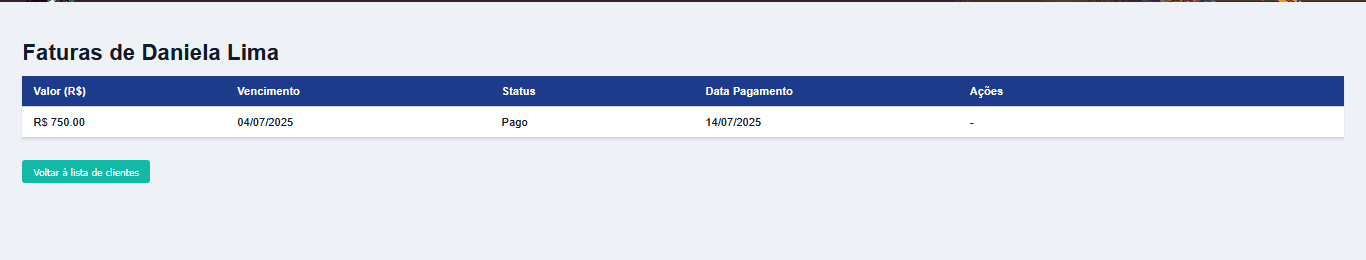 Faturas de Daniela Lima
Valor (R$) Vencimento Status Data Pagamento Ações
R$ 750.00 04/07/2025 Pago 14/07/2025 -
Voltar à lista de clientes